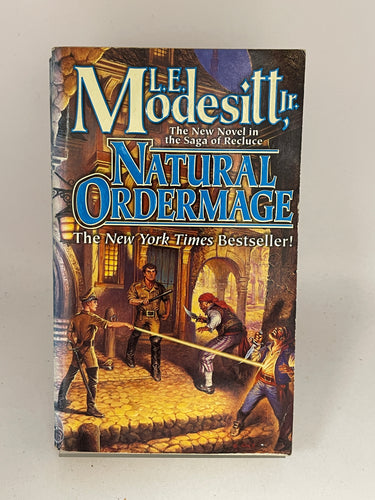 L.E.
Modesitt, Jr.
The New Novel in
the Saga of Recluce
NATURAL
ORDERMAGE
The New York Times Bestseller!